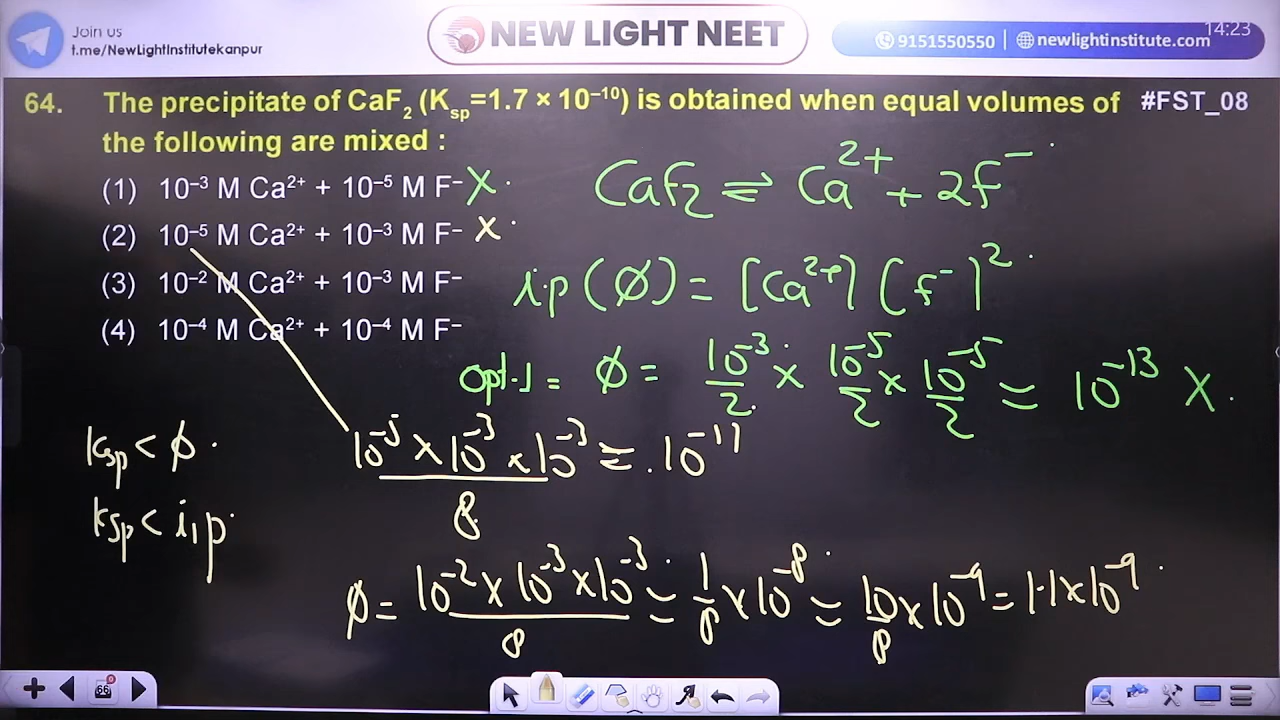 Join us
t.me/NewLightInstitutekanpur
NEW LIGHT NEET
9151550550 | newlightinstitute.com
14:23
64. The precipitate of CaF₂ (Ksp=1.7 × 10⁻¹⁰) is obtained when equal volumes of #FST_08
the following are mixed :
(1) 10⁻³ M Ca²⁺ + 10⁻⁵ M F⁻ X
(2) 10⁻⁵ M Ca²⁺ + 10⁻³ M F⁻ X
(3) 10⁻² M Ca²⁺ + 10⁻³ M F⁻
(4) 10⁻⁴ M Ca²⁺ + 10⁻⁴ M F⁻
Caf₂ ⇌ Ca²⁺ + 2f⁻
i.p (Ø) = [Ca²⁺] (f⁻)²
opt.1 = Ø = 10⁻³/2 × 10⁻⁵/2 × 10⁻⁵/2 = 10⁻¹³ X
ksp < Ø
10⁻⁵ × 10⁻³ × 10⁻³ / 8 = 10⁻¹¹
ksp < i,p
Ø = 10⁻² × 10⁻³ × 10⁻³ / 8 = 1/8 × 10⁻⁸ = 10/8 × 10⁻⁹ = 1.1 × 10⁻⁹
66